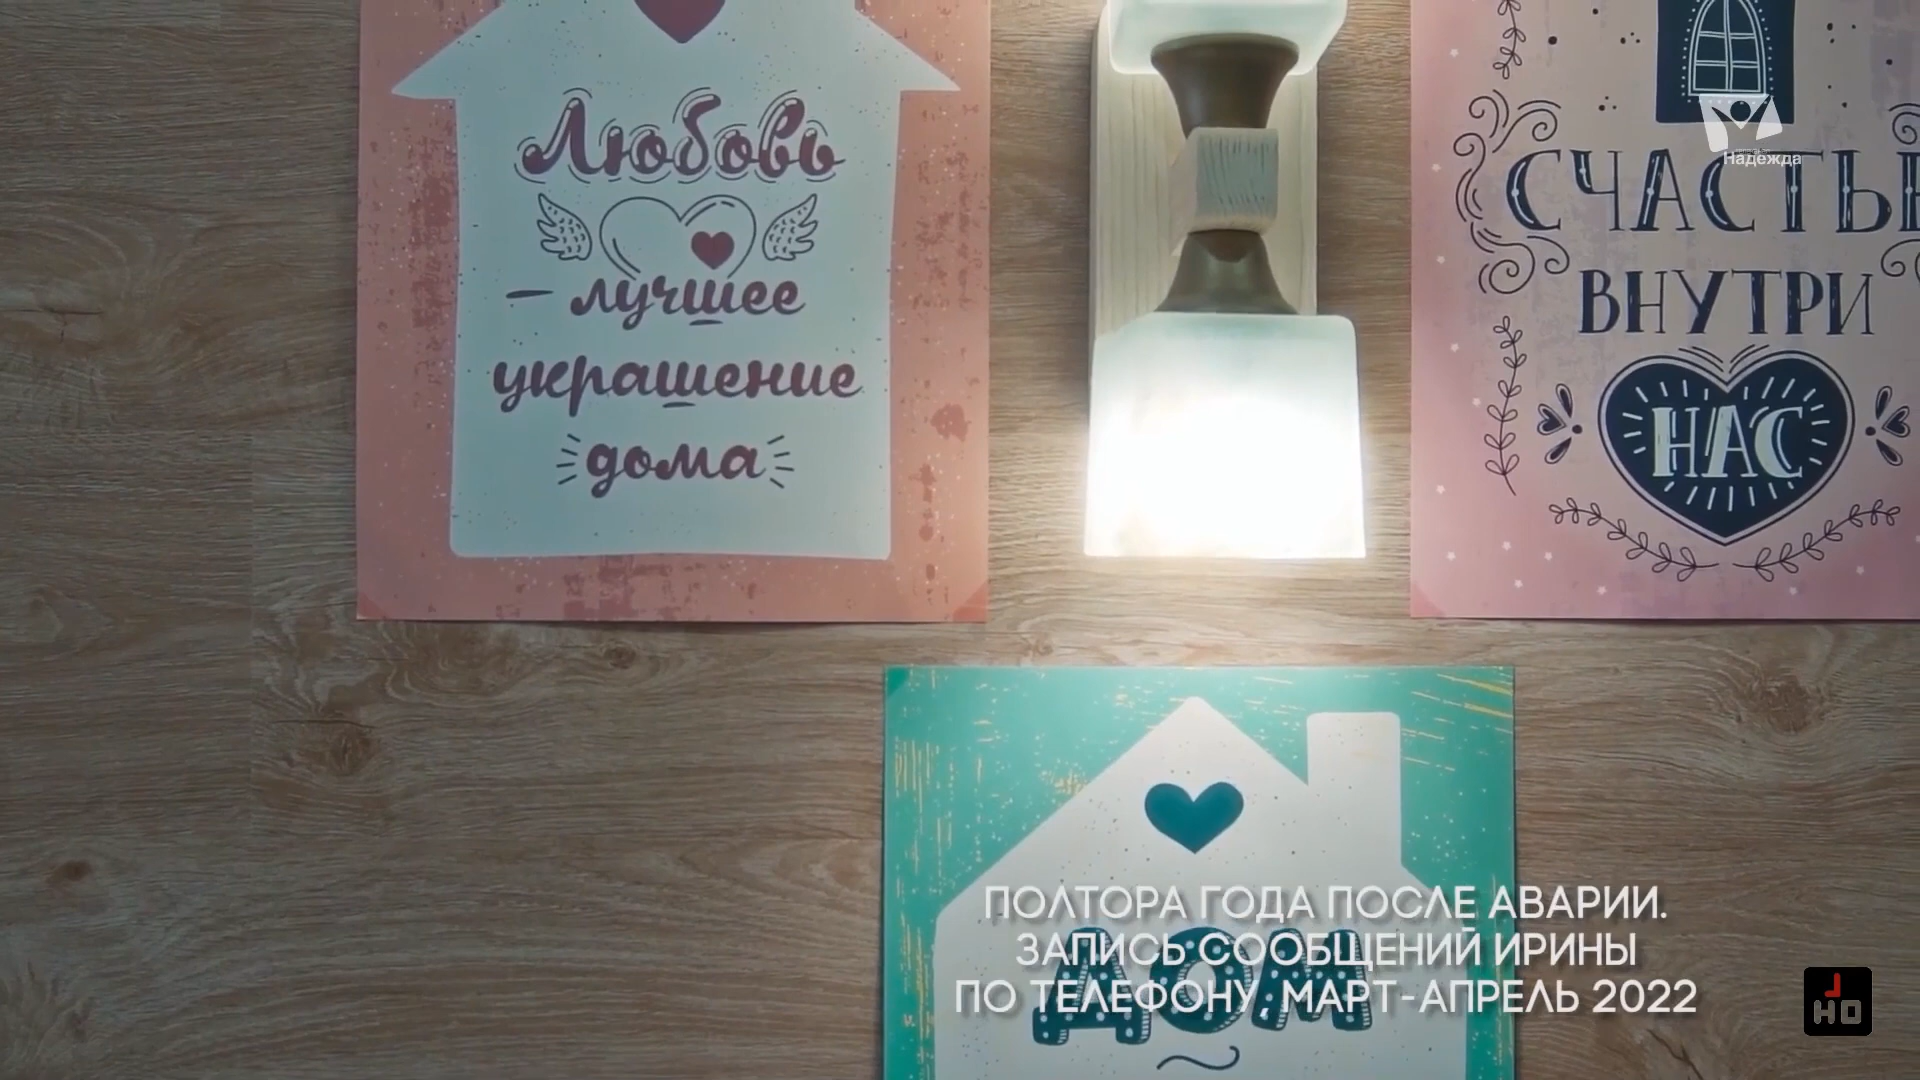 Любовь
– лучшее
украшение
дома
Надежда
СЧАСТЬЕ
ВНУТРИ
НАС
ДОМ
ПОЛТОРА ГОДА ПОСЛЕ АВАРИИ.
ЗАПИСЬ СООБЩЕНИЙ ИРИНЫ
ПО ТЕЛЕФОНУ. МАРТ-АПРЕЛЬ 2022